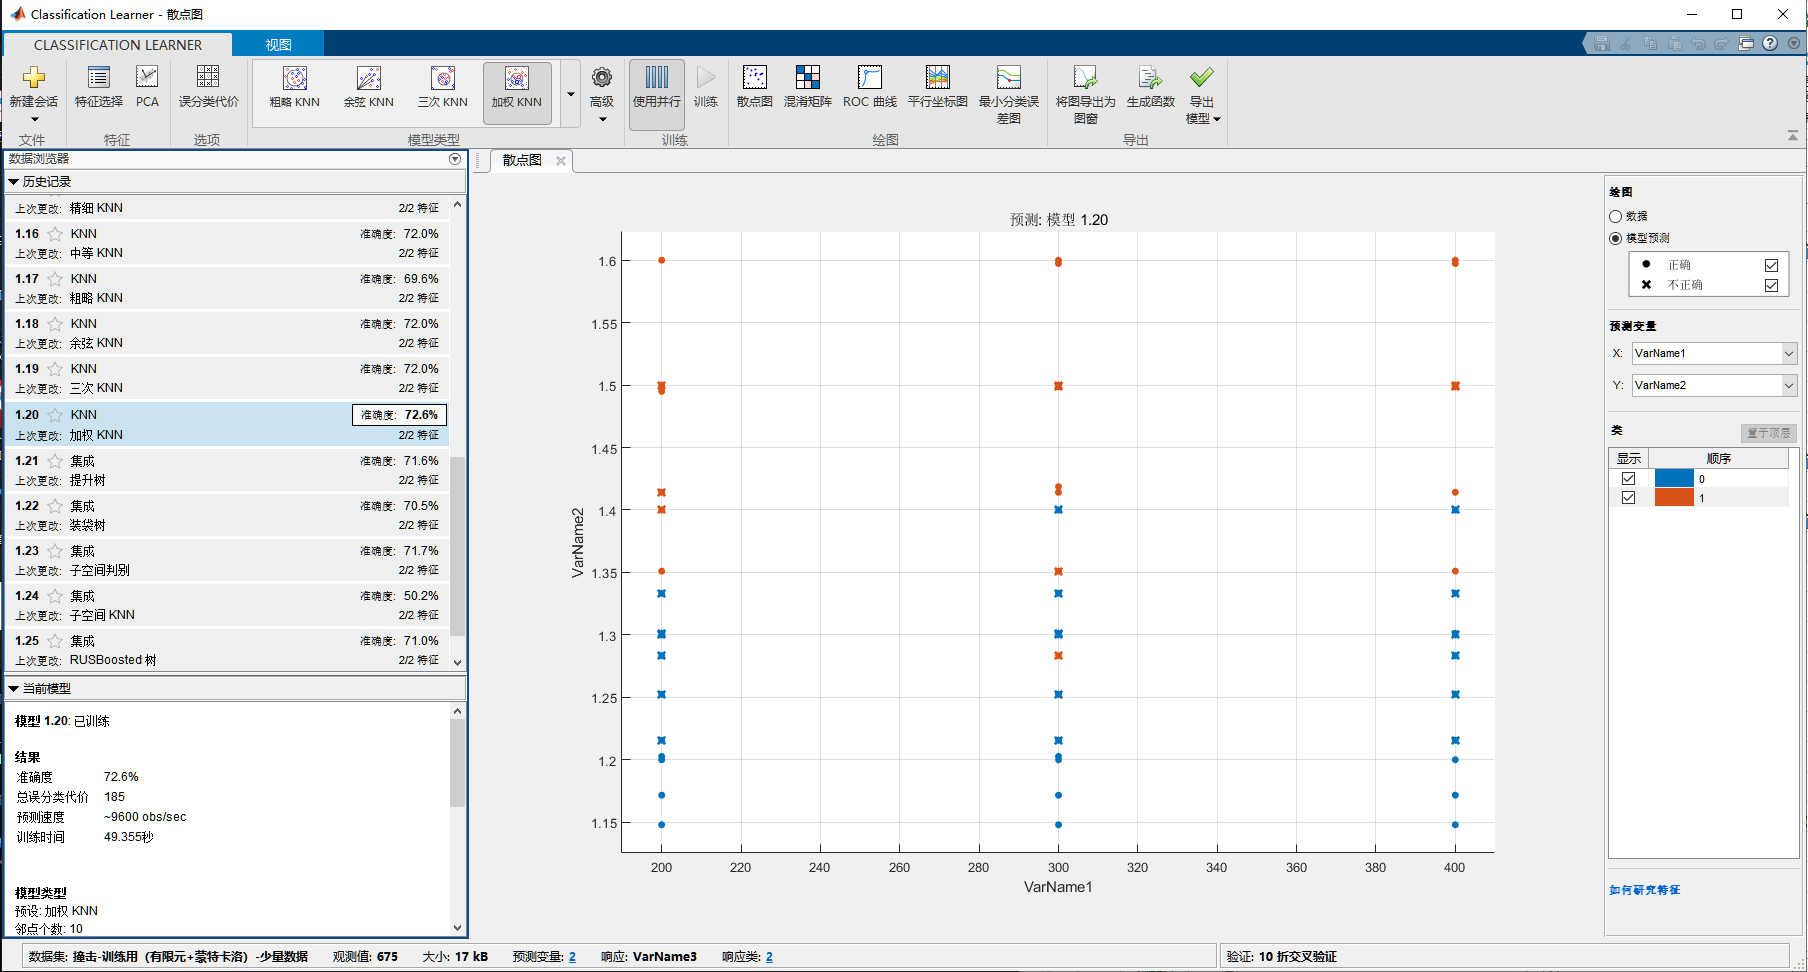 Classification Learner - 散点图
CLASSIFICATION LEARNER
视图
新建会话
特征选择
PCA
误分类代价
粗略 KNN
余弦 KNN
三次 KNN
加权 KNN
高级
使用并行
训练
散点图
混淆矩阵
ROC 曲线
平行坐标图
最小分类误
差图
将图导出为
图窗
生成函数
导出
模型
文件
特征
选项
模型类型
训练
绘图
导出
数据浏览器
历史记录
上次更改: 精细 KNN 2/2 特征
1.16 KNN 准确度: 72.0%
上次更改: 中等 KNN 2/2 特征
1.17 KNN 准确度: 69.6%
上次更改: 粗略 KNN 2/2 特征
1.18 KNN 准确度: 72.0%
上次更改: 余弦 KNN 2/2 特征
1.19 KNN 准确度: 72.0%
上次更改: 三次 KNN 2/2 特征
1.20 KNN 准确度: 72.6%
上次更改: 加权 KNN 2/2 特征
1.21 集成 准确度: 71.6%
上次更改: 提升树 2/2 特征
1.22 集成 准确度: 70.5%
上次更改: 装袋树 2/2 特征
1.23 集成 准确度: 71.7%
上次更改: 子空间判别 2/2 特征
1.24 集成 准确度: 50.2%
上次更改: 子空间 KNN 2/2 特征
1.25 集成 准确度: 71.0%
上次更改: RUSBoosted 树 2/2 特征
当前模型
模型 1.20: 已训练
结果
准确度 72.6%
总误分类代价 185
预测速度 ~9600 obs/sec
训练时间 49.355秒
模型类型
预设: 加权 KNN
邻点个数: 10
散点图
预测: 模型 1.20
1.6
1.55
1.5
1.45
1.4
1.35
1.3
1.25
1.2
1.15
VarName2
200 220 240 260 280 300 320 340 360 380 400
VarName1
绘图
数据
模型预测
正确
不正确
预测变量
X: VarName1
Y: VarName2
类
置于顶层
显示 顺序
0
1
如何研究特征
数据集: 撞击-训练用（有限元+蒙特卡洛）-少量数据 观测值: 675 大小: 17 kB 预测变量: 2 响应: VarName3 响应类: 2
验证: 10 折交叉验证